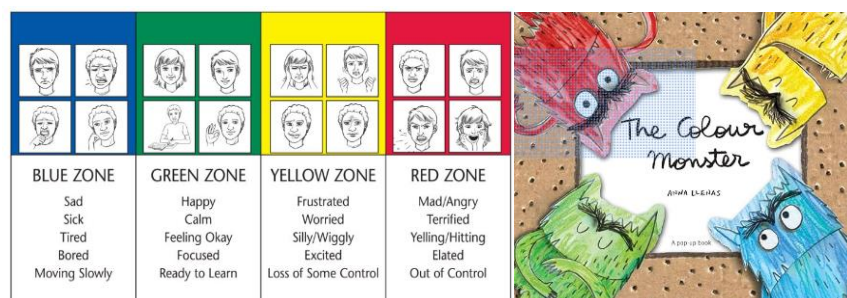 BLUE ZONE
Sad
Sick
Tired
Bored
Moving Slowly
GREEN ZONE
Happy
Calm
Feeling Okay
Focused
Ready to Learn
YELLOW ZONE
Frustrated
Worried
Silly/Wiggly
Excited
Loss of Some Control
RED ZONE
Mad/Angry
Terrified
Yelling/Hitting
Elated
Out of Control
The Colour
Monster
ANNA LLENAS
A pop-up book